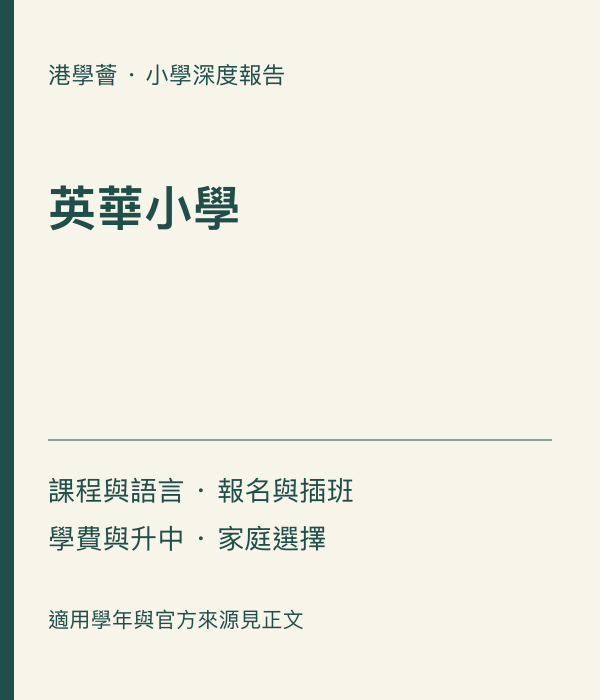 港學薈 · 小學深度報告
英華小學
課程與語言 · 報名與插班
學費與升中 · 家庭選擇
適用學年與官方來源見正文